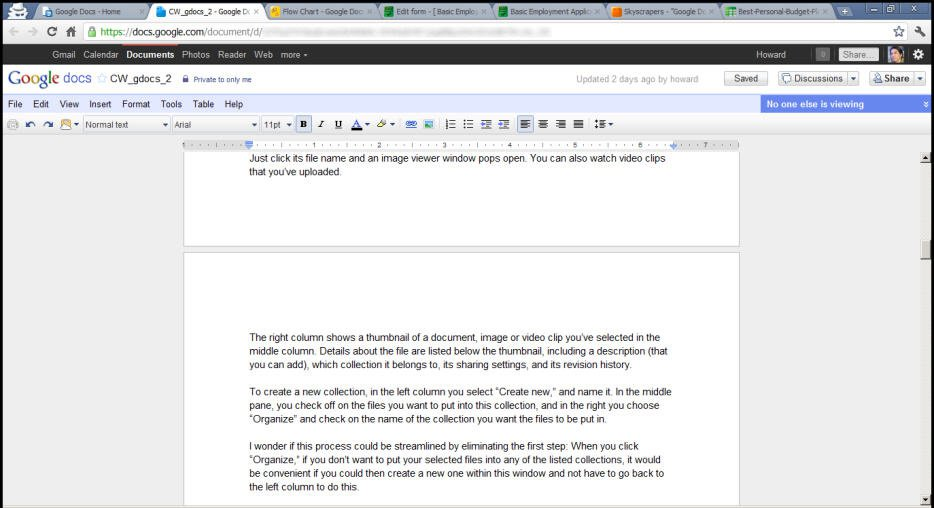 Google Docs - Home
CW_gdocs_2 - Google Do
Flow Chart - Google Doc
Edit form - [ Basic Employ
Basic Employment Applic
Skyscrapers - "Google Do
Best-Personal-Budget-Pl
https://docs.google.com/document/d/
Gmail Calendar Documents Photos Reader Web more
Howard 0 Share...
Google docs CW_gdocs_2 Private to only me
Updated 2 days ago by howard Saved Discussions Share
File Edit View Insert Format Tools Table Help
No one else is viewing
Normal text Arial 11pt B I U A
1 1 2 3 4 5 6 7
Just click its file name and an image viewer window pops open. You can also watch video clips
that you've uploaded.
The right column shows a thumbnail of a document, image or video clip you've selected in the
middle column. Details about the file are listed below the thumbnail, including a description (that
you can add), which collection it belongs to, its sharing settings, and its revision history.
To create a new collection, in the left column you select “Create new,” and name it. In the middle
pane, you check off on the files you want to put into this collection, and in the right you choose
“Organize” and check on the name of the collection you want the files to be put in.
I wonder if this process could be streamlined by eliminating the first step: When you click
“Organize,” if you don't want to put your selected files into any of the listed collections, it would
be convenient if you could then create a new one within this window and not have to go back to
the left column to do this.